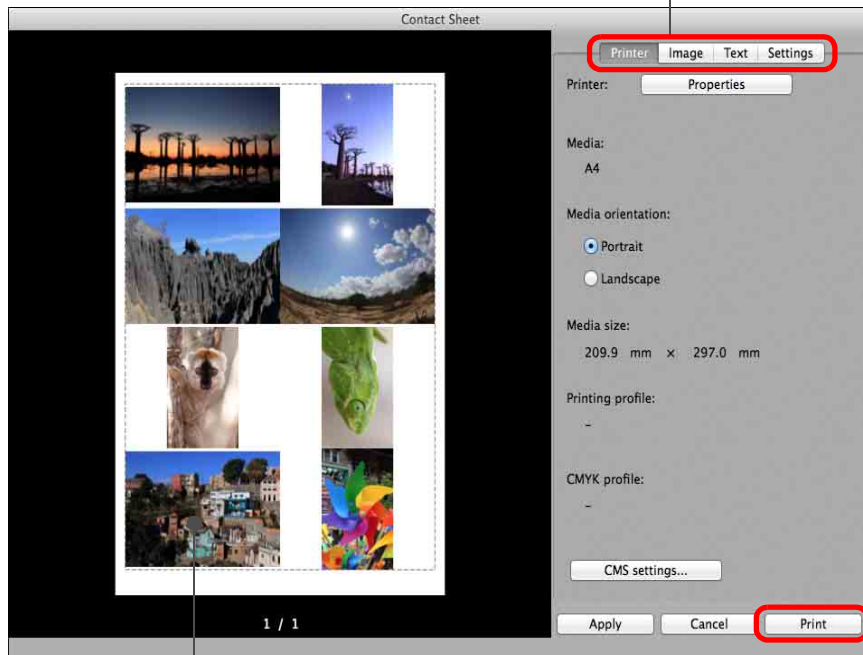 Contact Sheet
Printer Image Text Settings
Printer: Properties
Media:
A4
Media orientation:
Portrait
Landscape
Media size:
209.9 mm × 297.0 mm
Printing profile:
–
CMYK profile:
–
CMS settings...
1 / 1
Apply Cancel Print